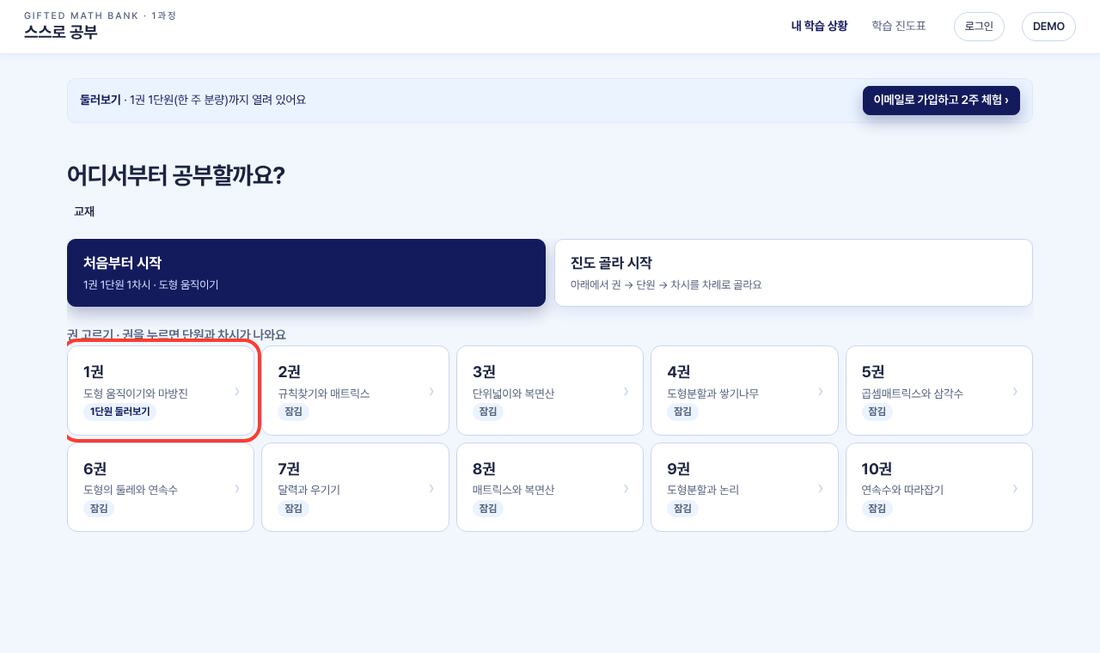 GIFTED MATH BANK · 1과정
스스로 공부
내 학습 상황
학습 진도표
로그인
DEMO
둘러보기 · 1권 1단원(한 주 분량)까지 열려 있어요
이메일로 가입하고 2주 체험 ›
어디서부터 공부할까요?
교재
처음부터 시작
1권 1단원 1차시 · 도형 움직이기
진도 골라 시작
아래에서 권 → 단원 → 차시를 차례로 골라요
권 고르기 · 권을 누르면 단원과 차시가 나와요
1권
도형 움직이기와 마방진
1단원 둘러보기
2권
규칙찾기와 매트릭스
잠김
3권
단위넓이와 복면산
잠김
4권
도형분할과 쌓기나무
잠김
5권
곱셈매트릭스와 삼각수
잠김
6권
도형의 둘레와 연속수
잠김
7권
달력과 우기기
잠김
8권
매트릭스와 복면산
잠김
9권
도형분할과 논리
잠김
10권
연속수와 따라잡기
잠김